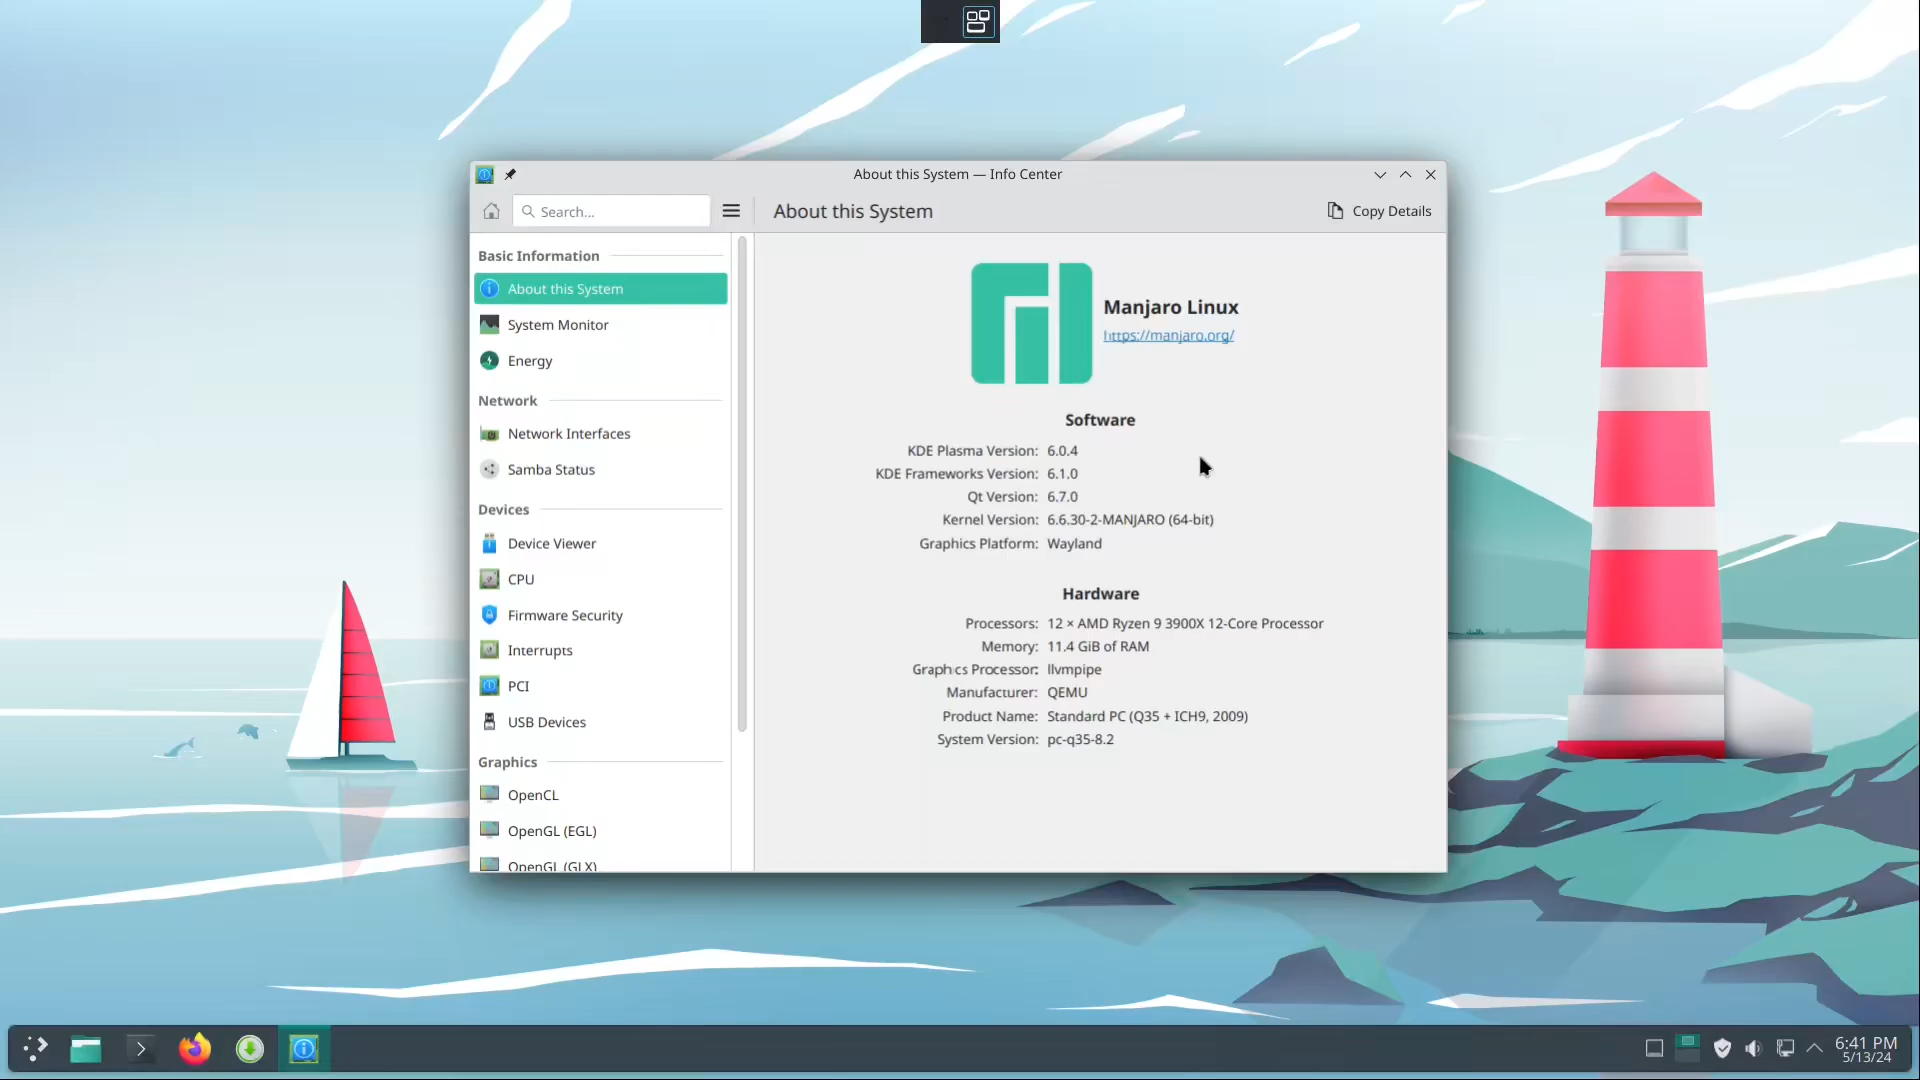 About this System — Info Center
Search...
About this System
Copy Details
Basic Information
About this System
System Monitor
Energy
Network
Network Interfaces
Samba Status
Devices
Device Viewer
CPU
Firmware Security
Interrupts
PCI
USB Devices
Graphics
OpenCL
OpenGL (EGL)
OpenGL (GLX)
Manjaro Linux
https://manjaro.org/
Software
KDE Plasma Version: 6.0.4
KDE Frameworks Version: 6.1.0
Qt Version: 6.7.0
Kernel Version: 6.6.30-2-MANJARO (64-bit)
Graphics Platform: Wayland
Hardware
Processors: 12 × AMD Ryzen 9 3900X 12-Core Processor
Memory: 11.4 GiB of RAM
Graphics Processor: llvmpipe
Manufacturer: QEMU
Product Name: Standard PC (Q35 + ICH9, 2009)
System Version: pc-q35-8.2
6:41 PM
5/13/24